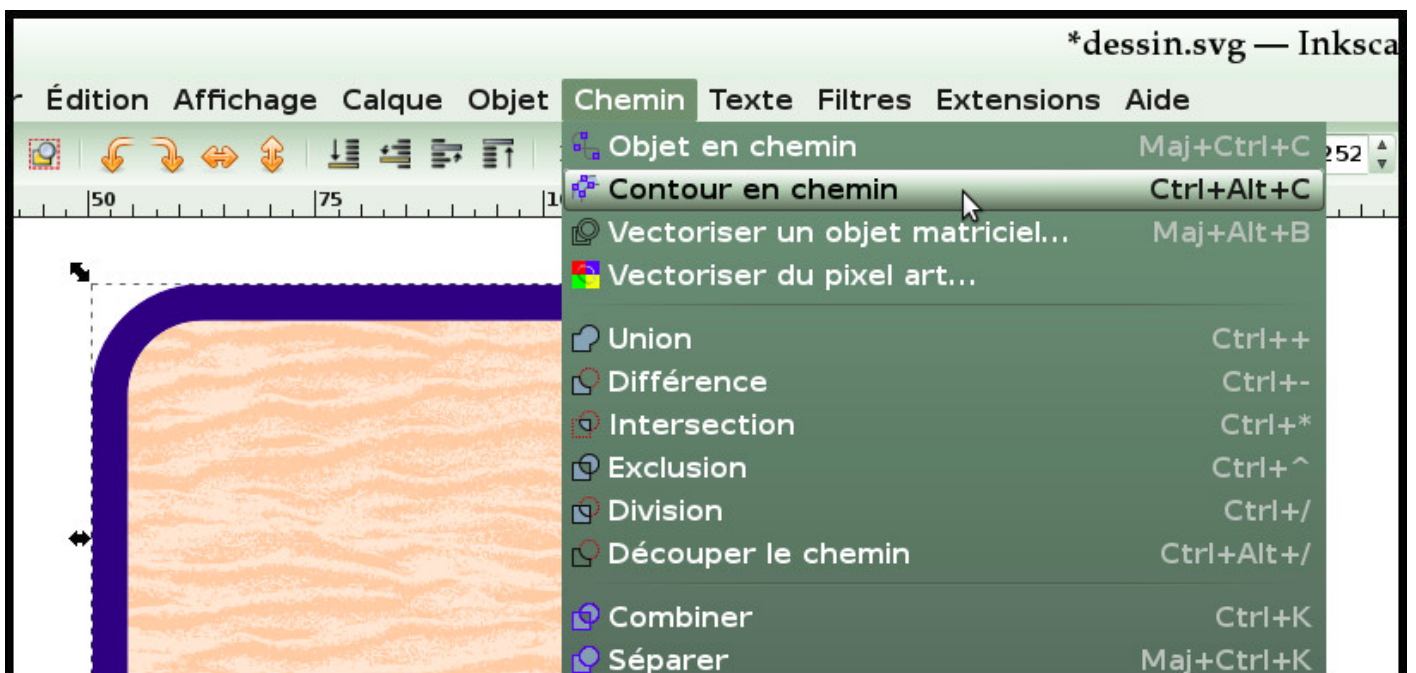 *dessin.svg — Inksca
r Édition Affichage Calque Objet Chemin Texte Filtres Extensions Aide
Objet en chemin Maj+Ctrl+C 252
Contour en chemin Ctrl+Alt+C
50 75 1
Vectoriser un objet matriciel... Maj+Alt+B
Vectoriser du pixel art...
Union Ctrl++
Différence Ctrl+-
Intersection Ctrl+*
Exclusion Ctrl+^
Division Ctrl+/
Découper le chemin Ctrl+Alt+/
Combiner Ctrl+K
Séparer Maj+Ctrl+K